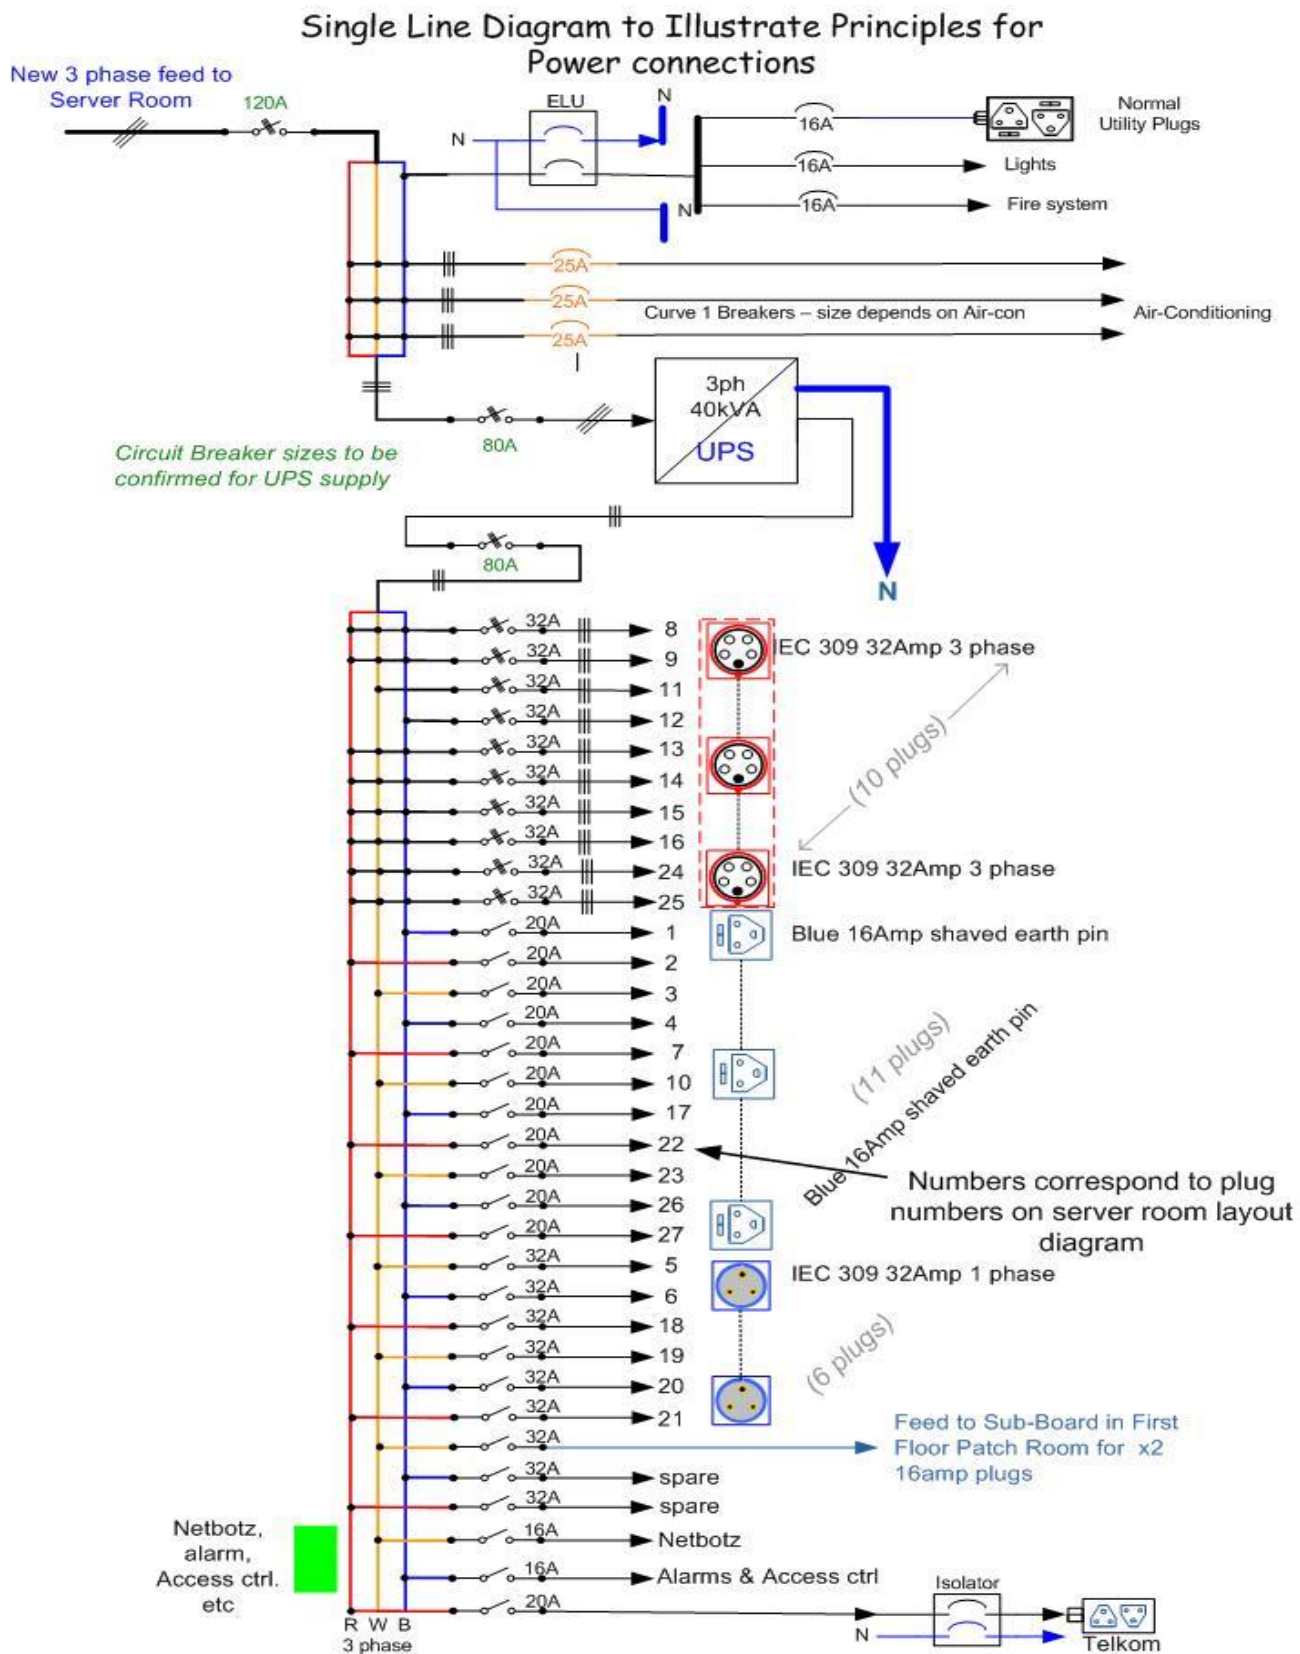 Single Line Diagram to Illustrate Principles for
Power connections
New 3 phase feed to
Server Room
120A
ELU
N
N
N
16A
Normal
Utility Plugs
16A
Lights
16A
Fire system
25A
25A
Curve 1 Breakers – size depends on Air-con
Air-Conditioning
25A
3ph
40kVA
UPS
80A
Circuit Breaker sizes to be
confirmed for UPS supply
80A
N
32A 8
IEC 309 32Amp 3 phase
32A 9
32A 11
32A 12
32A 13
32A 14
(10 plugs)
32A 15
32A 16
32A 24
IEC 309 32Amp 3 phase
32A 25
20A 1
Blue 16Amp shaved earth pin
20A 2
20A 3
20A 4
20A 7
(11 plugs)
Blue 16Amp shaved earth pin
20A 10
20A 17
20A 22
20A 23
Numbers correspond to plug
numbers on server room layout
diagram
20A 26
20A 27
32A 5
IEC 309 32Amp 1 phase
32A 6
32A 18
32A 19
(6 plugs)
32A 20
32A 21
32A
Feed to Sub-Board in First
Floor Patch Room for x2
16amp plugs
32A spare
32A spare
Netbotz,
alarm,
Access ctrl.
etc
16A Netbotz
16A Alarms & Access ctrl
20A
Isolator
N
Telkom
R W B
3 phase